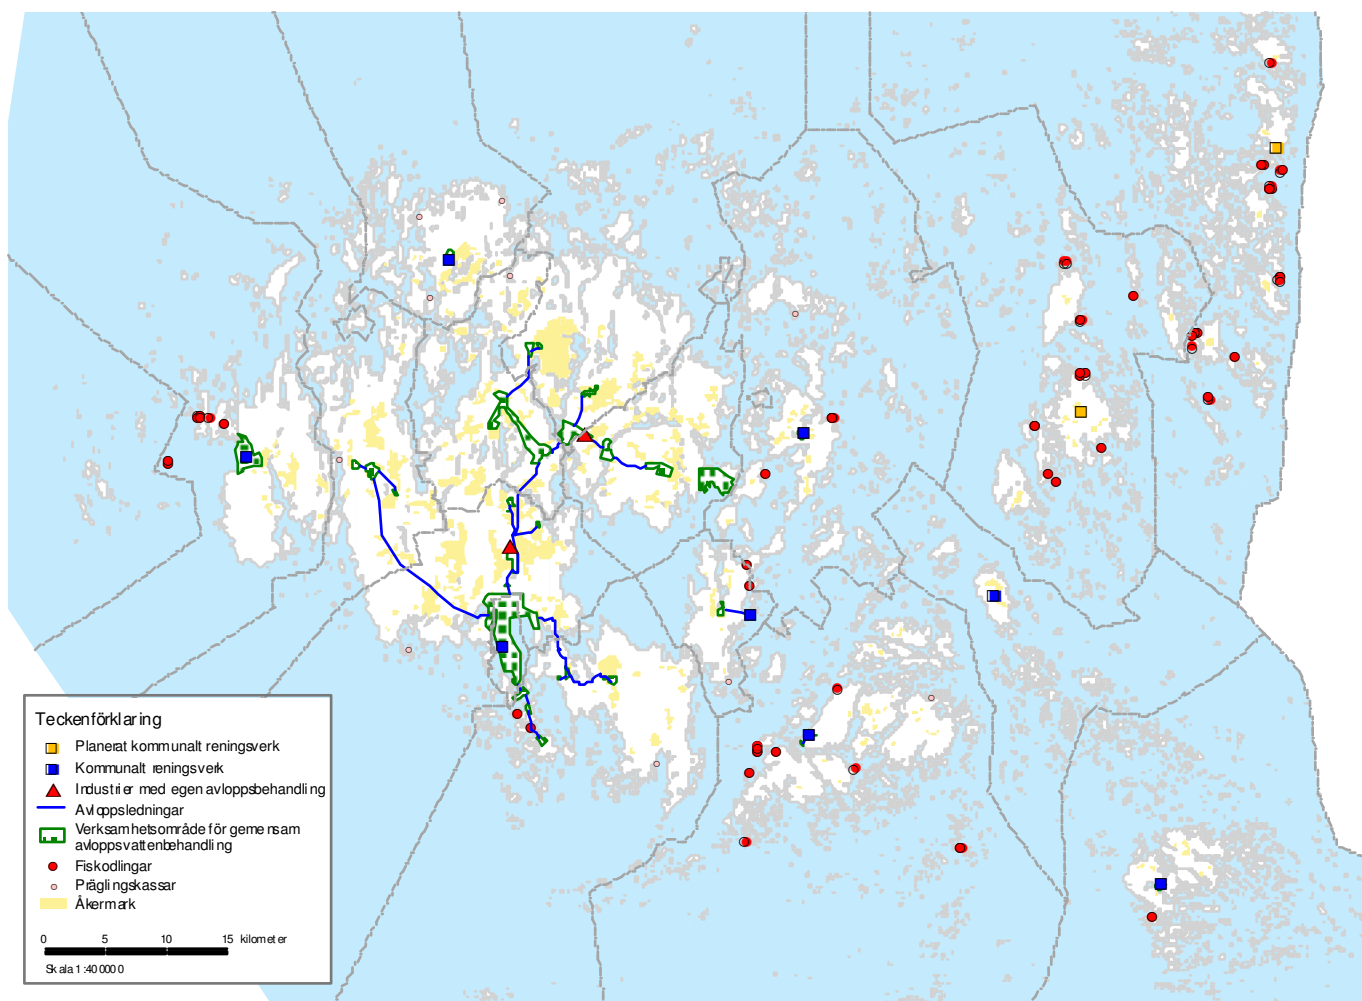 Teckenförklaring
Planerat kommunalt reningsverk
Kommunalt reningsverk
Industrier med egen avloppsbehandling
Avloppsledningar
Verksamhetsområde för gemensam
avloppsvattenbehandling
Fiskodlingar
Präglingskassar
Åkermark
0 5 10 15 kilometer
Skala 1:400000